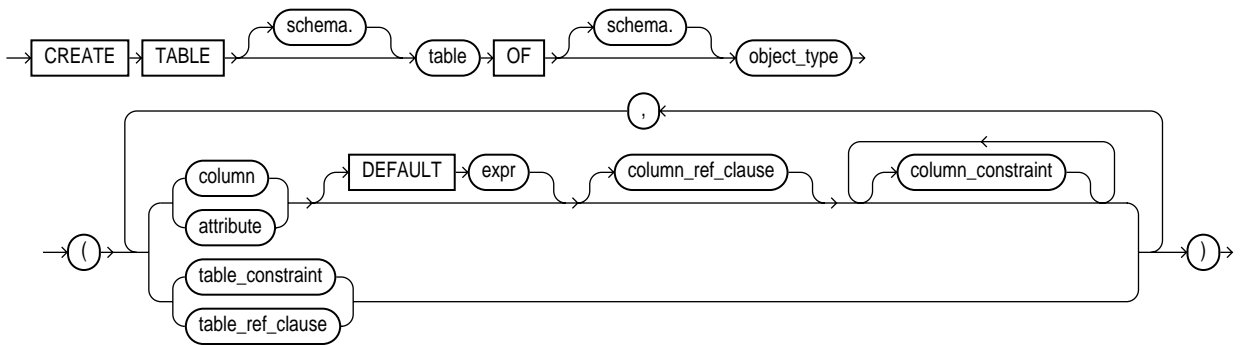 CREATE TABLE schema. table OF schema. object_type
,
column DEFAULT expr column_ref_clause column_constraint
attribute
( )
table_constraint
table_ref_clause